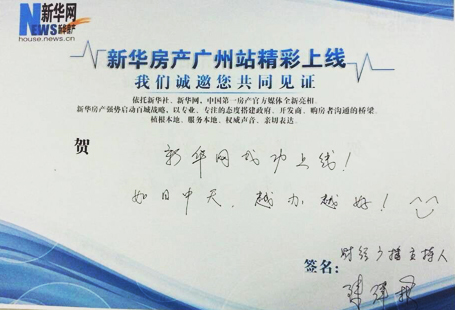 新华网
NEWS 新华房产
house.news.cn
新华房产广州站精彩上线
我们诚邀您共同见证
依托新华社、新华网，中国第一房产官方媒体全新亮相。
新华房产强势启动百城战略，以专业、专注的态度搭建政府、开发商、购房者沟通的桥梁。
植根本地、服务本地、权威声音、亲切表达。
贺
新华网成功上线！
如日中天、越办越好！
财经广播主持人
签名：